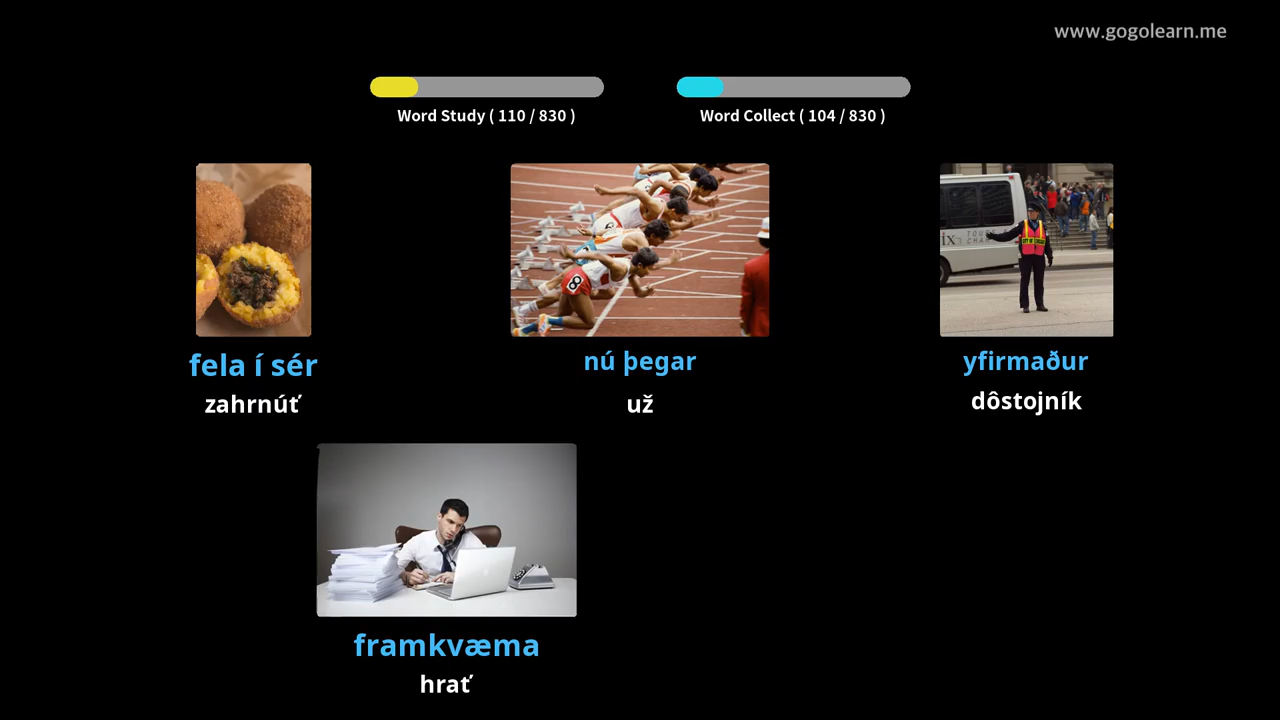 www.gogolearn.me
Word Study ( 110 / 830 )
Word Collect ( 104 / 830 )
fela í sér
zahrnúť
nú þegar
už
yfirmaður
dôstojník
framkvæma
hrať